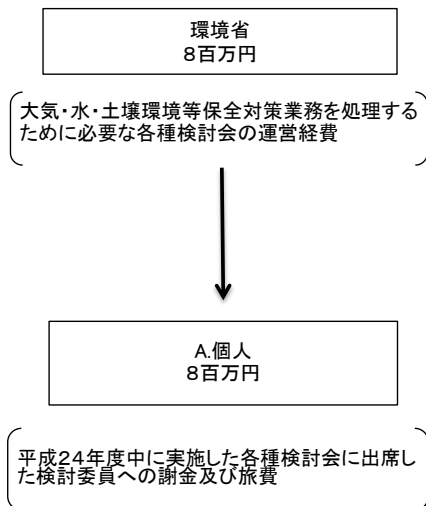 環境省
８百万円
大気・水・土壌環境等保全対策業務を処理する
ために必要な各種検討会の運営経費
A.個人
８百万円
平成２４年度中に実施した各種検討会に出席し
た検討委員への謝金及び旅費